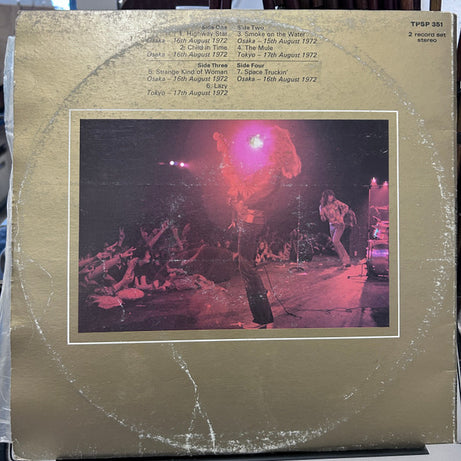 Side One
1. Highway Star
Osaka – 16th August 1972
2. Child in Time
Osaka – 16th August 1972
Side Two
3. Smoke on the Water
Osaka – 15th August 1972
4. The Mule
Tokyo – 17th August 1972
Side Three
5. Strange Kind of Woman
Osaka – 16th August 1972
6. Lazy
Tokyo – 17th August 1972
Side Four
7. Space Truckin'
Osaka – 16th August 1972
TPSP 351
2 record set
stereo